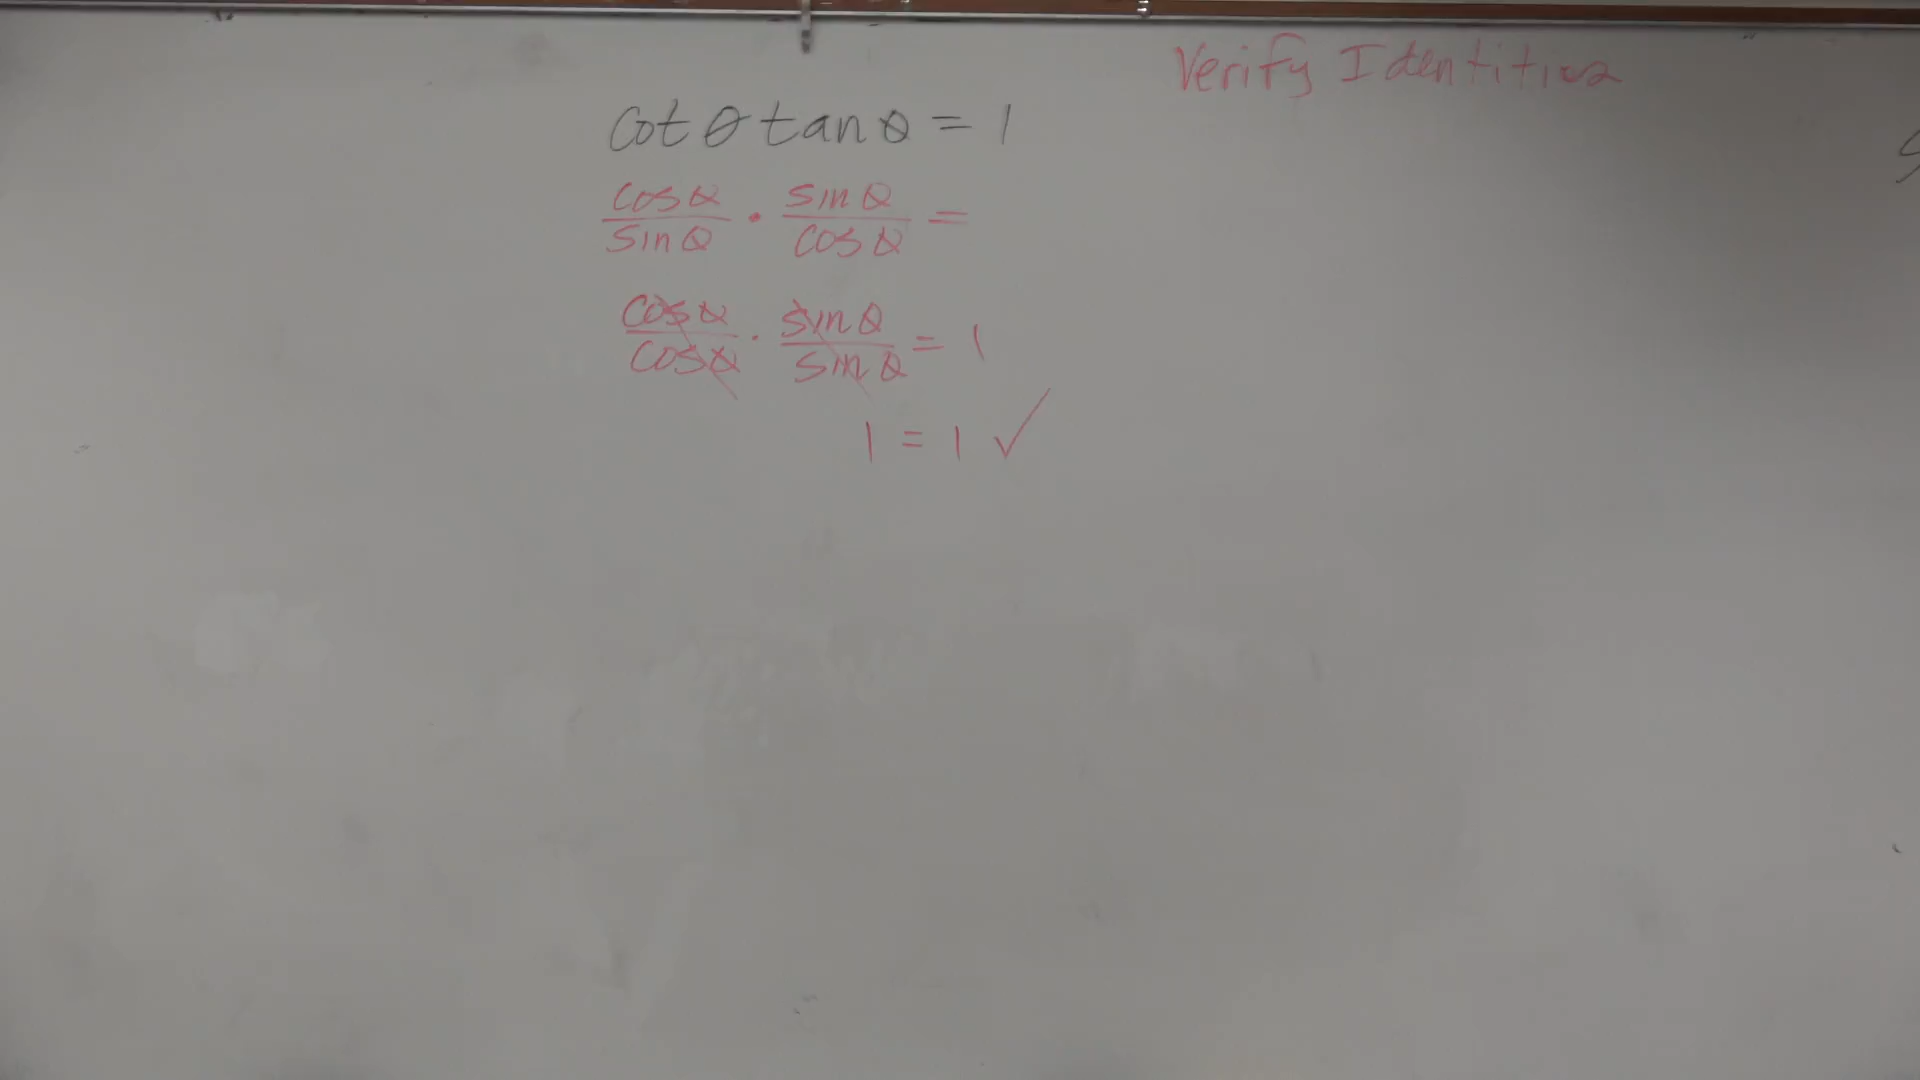 Verify Identities
cot θ tan θ = 1
cos θ / sin θ · sin θ / cos θ =
cos θ / cos θ · sin θ / sin θ = 1
1 = 1 ✓